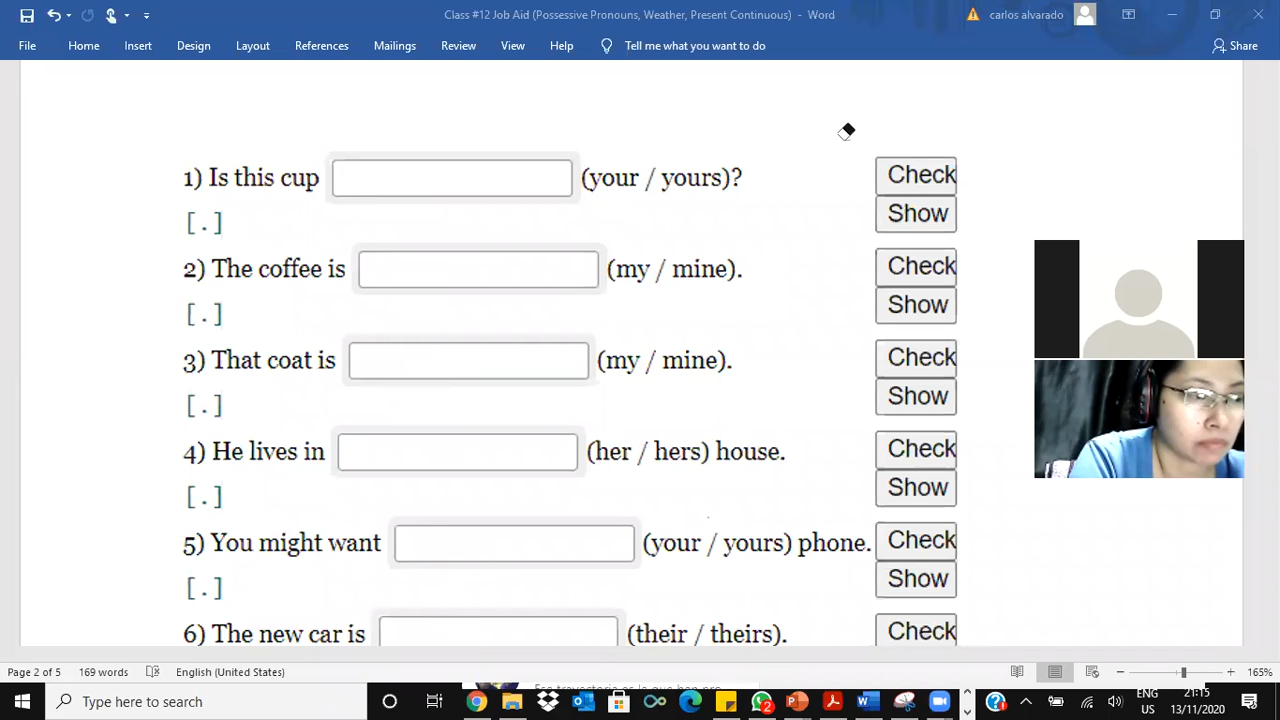 Class #12 Job Aid (Possessive Pronouns, Weather, Present Continuous) - Word
carlos alvarado
File Home Insert Design Layout References Mailings Review View Help Tell me what you want to do Share
1) Is this cup (your / yours)? Check
[ . ] Show
2) The coffee is (my / mine). Check
[ . ] Show
3) That coat is (my / mine). Check
[ . ] Show
4) He lives in (her / hers) house. Check
[ . ] Show
5) You might want (your / yours) phone. Check
[ . ] Show
6) The new car is (their / theirs). Check
Page 2 of 5 169 words English (United States) 165%
Type here to search
2
ENG
US
21:15
13/11/2020